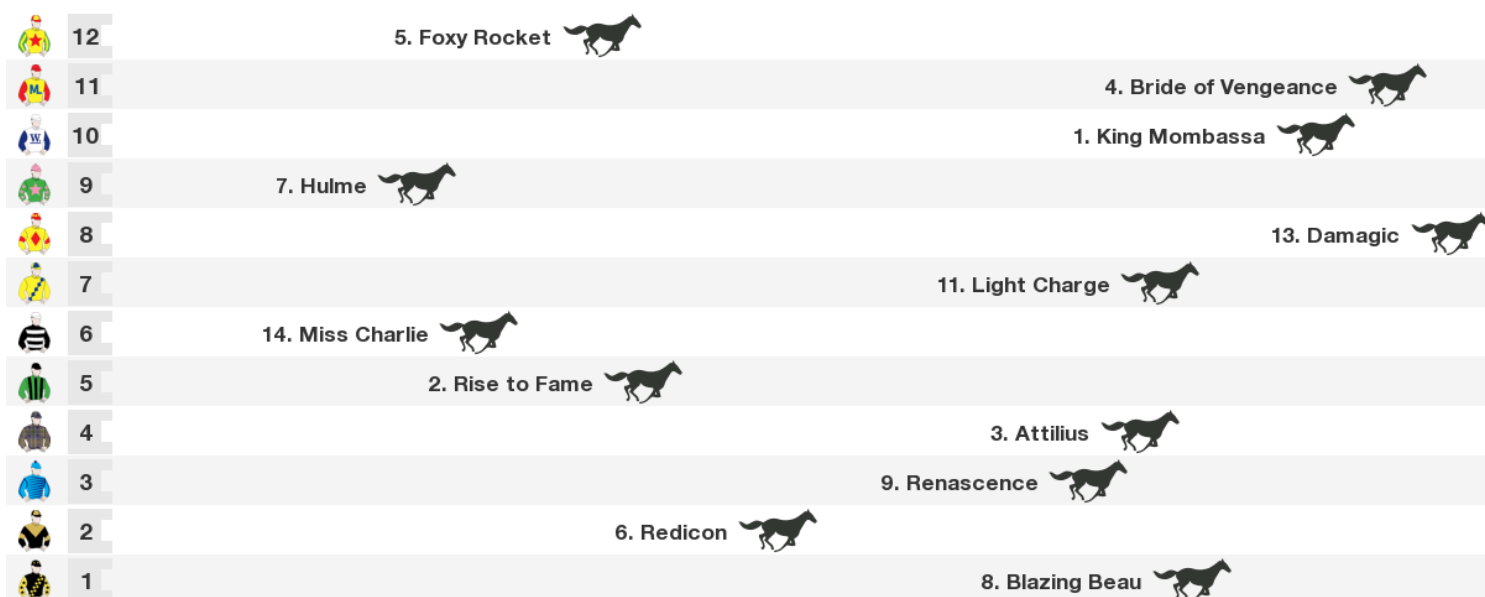 12 5. Foxy Rocket
M. 11 4. Bride of Vengeance
W. 10 1. King Mombassa
9 7. Hulme
8 13. Damagic
7 11. Light Charge
6 14. Miss Charlie
5 2. Rise to Fame
4 3. Attilius
3 9. Renascence
2 6. Redicon
1 8. Blazing Beau